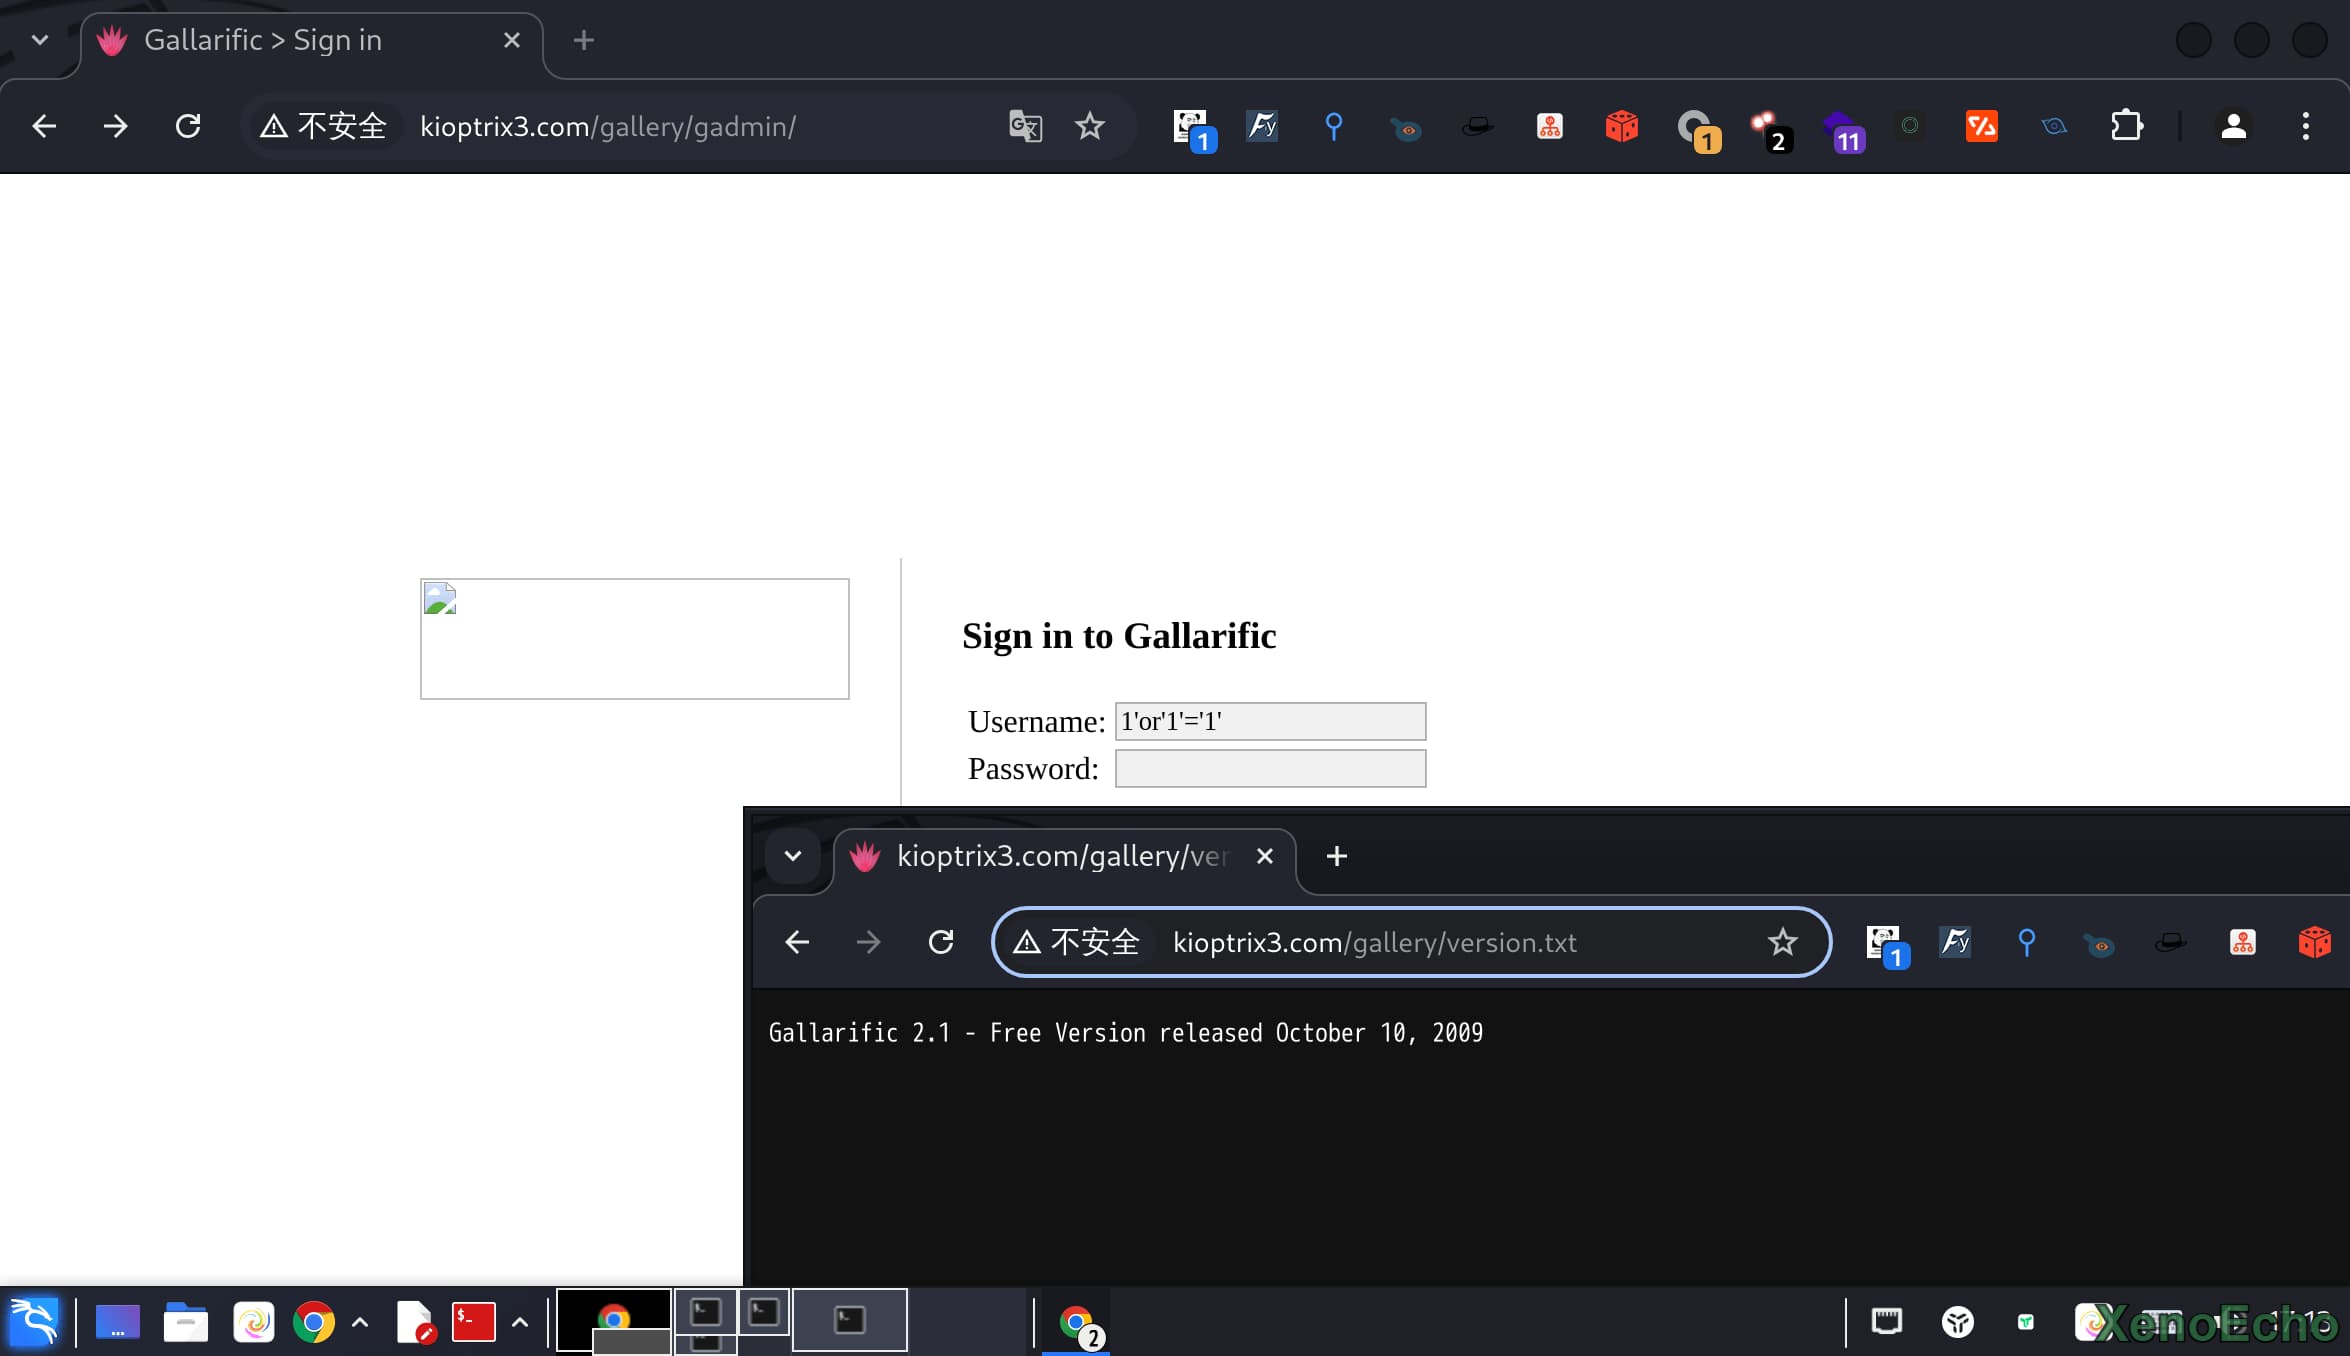 Gallarific > Sign in
不安全 kioptrix3.com/gallery/gadmin/
1
1
2
11
Sign in to Gallarific
Username: 1'or'1'='1'
Password:
kioptrix3.com/gallery/ver
不安全 kioptrix3.com/gallery/version.txt
1
Gallarific 2.1 - Free Version released October 10, 2009
2
XenoEcho